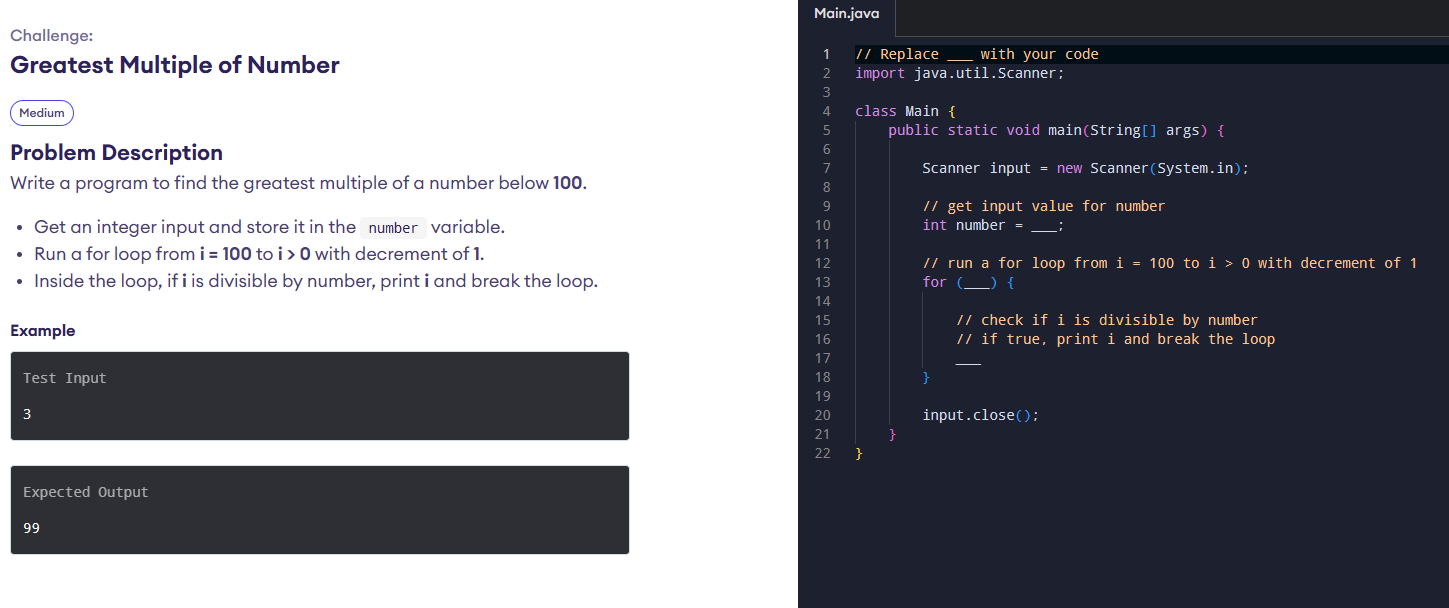 Challenge:
Greatest Multiple of Number
Medium
Problem Description
Write a program to find the greatest multiple of a number below 100.
• Get an integer input and store it in the number variable.
• Run a for loop from i = 100 to i > 0 with decrement of 1.
• Inside the loop, if i is divisible by number, print i and break the loop.
Example
Test Input
3
Expected Output
99
Main.java
1 // Replace ___ with your code
2 import java.util.Scanner;
3
4 class Main {
5     public static void main(String[] args) {
6
7         Scanner input = new Scanner(System.in);
8
9         // get input value for number
10         int number = ___;
11
12         // run a for loop from i = 100 to i > 0 with decrement of 1
13         for (___) {
14
15             // check if i is divisible by number
16             // if true, print i and break the loop
17             ___
18         }
19
20         input.close();
21     }
22 }